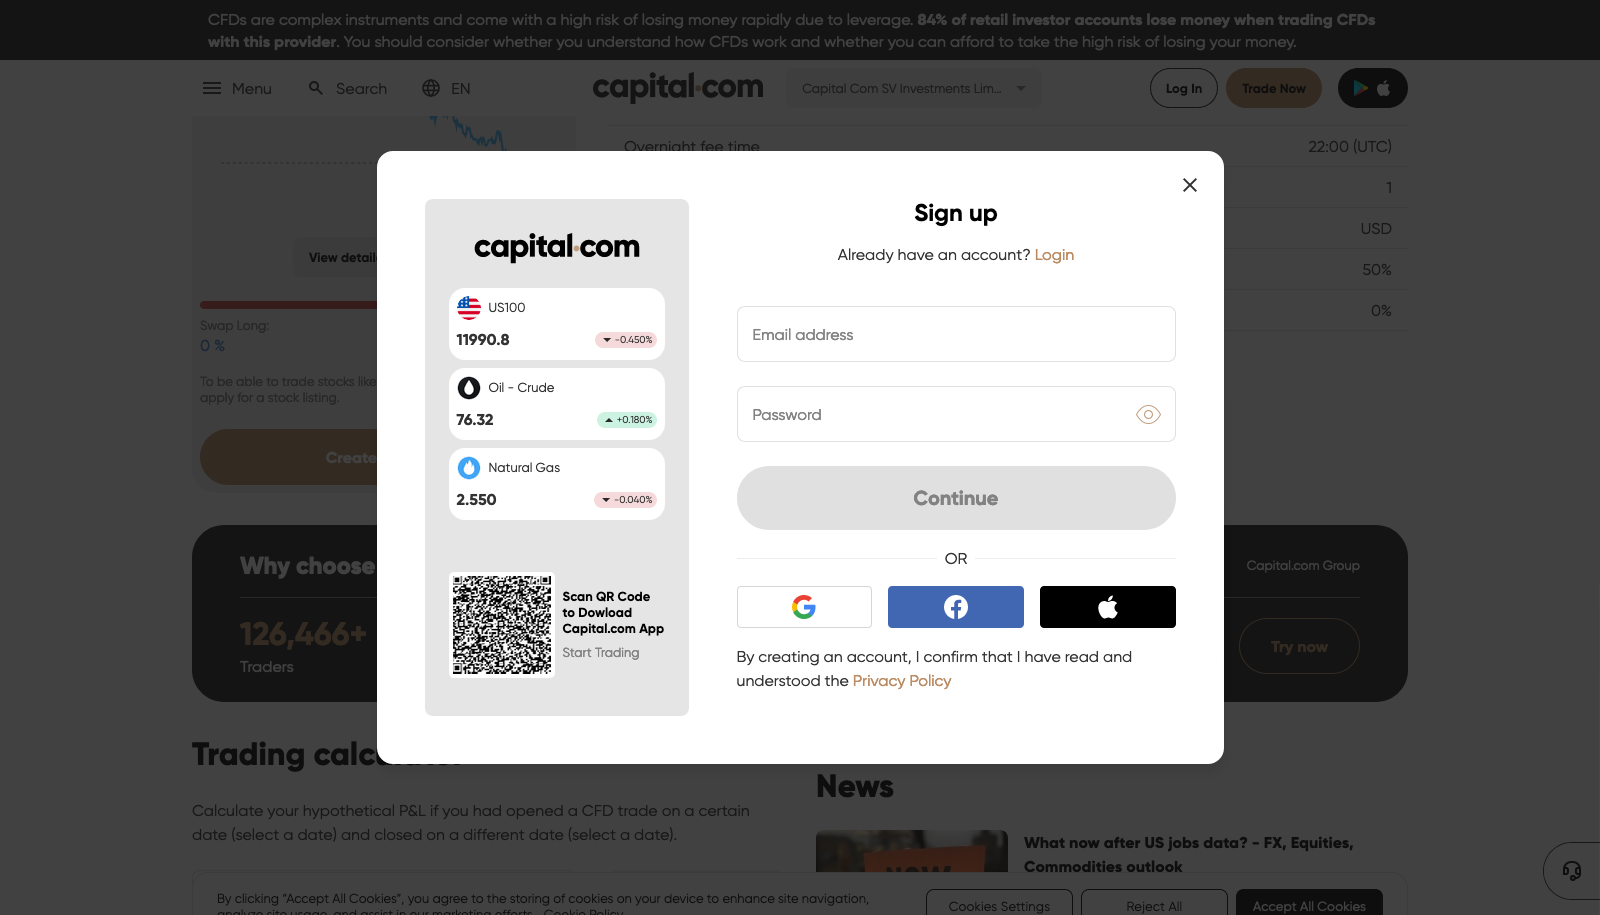 CFDs are complex instruments and come with a high risk of losing money rapidly due to leverage. 84% of retail investor accounts lose money when trading CFDs
with this provider. You should consider whether you understand how CFDs work and whether you can afford to take the high risk of losing your money.
Menu
Search
EN
capital.com
Capital Com SV Investments Lim...
Log In
Trade Now
Overnight fee time
22:00 (UTC)
1
USD
50%
0%
View detaile
Swap Long:
0 %
To be able to trade stocks like
apply for a stock listing.
Create
Why choose
Capital.com Group
126,466+
Traders
Try now
capital.com
US100
11990.8
-0.450%
Oil - Crude
76.32
+0.180%
Natural Gas
2.550
-0.040%
Scan QR Code
to Dowload
Capital.com App
Start Trading
Sign up
Already have an account? Login
Email address
Password
Continue
OR
By creating an account, I confirm that I have read and
understood the Privacy Policy
Trading calculator
Calculate your hypothetical P&L if you had opened a CFD trade on a certain
date (select a date) and closed on a different date (select a date).
News
NOW
What now after US jobs data? - FX, Equities,
Commodities outlook
By clicking “Accept All Cookies”, you agree to the storing of cookies on your device to enhance site navigation,
analyze site usage, and assist in our marketing efforts. Cookie Policy
Cookies Settings
Reject All
Accept All Cookies